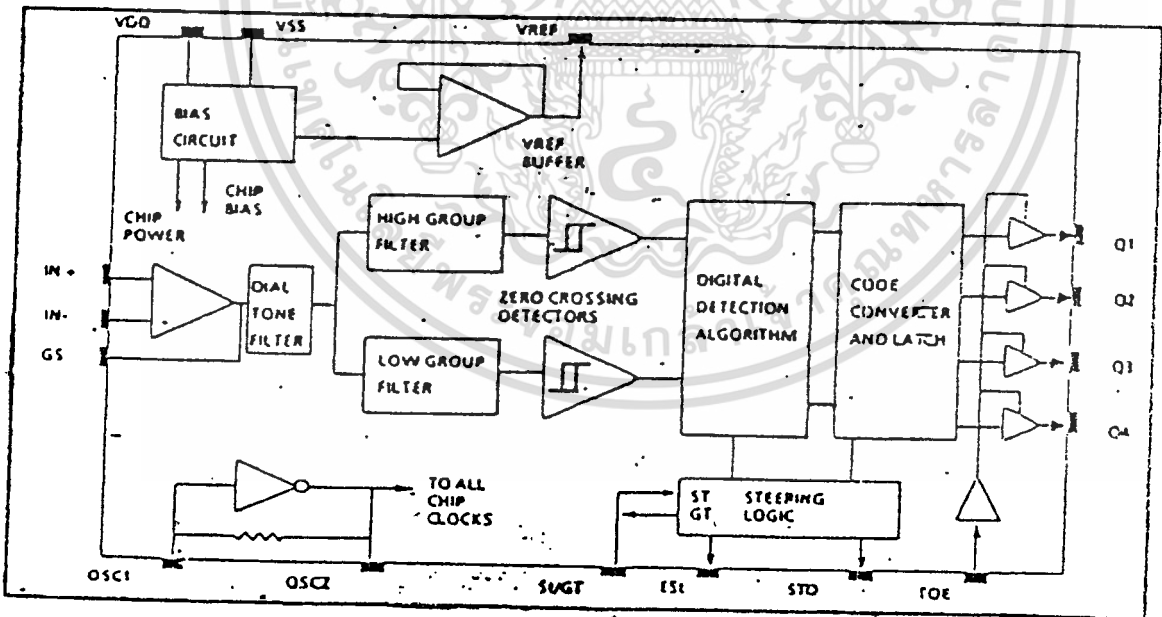 VDD VSS VREF
BIAS
CIRCUIT
VREF
BUFFER
CHIP
BIAS
CHIP
POWER
HIGH GROUP
FILTER
IN +
IN-
GS
DIAL
TONE
FILTER
ZERO CROSSING
DETECTORS
LOW GROUP
FILTER
DIGITAL
DETECTION
ALGORITHM
CODE
CONVERTER
AND LATCH
Q1
Q2
Q3
Q4
TO ALL
CHIP
CLOCKS
ST
GT
STEERING
LOGIC
OSC1 OSC2 St/GT ESt STD TOE